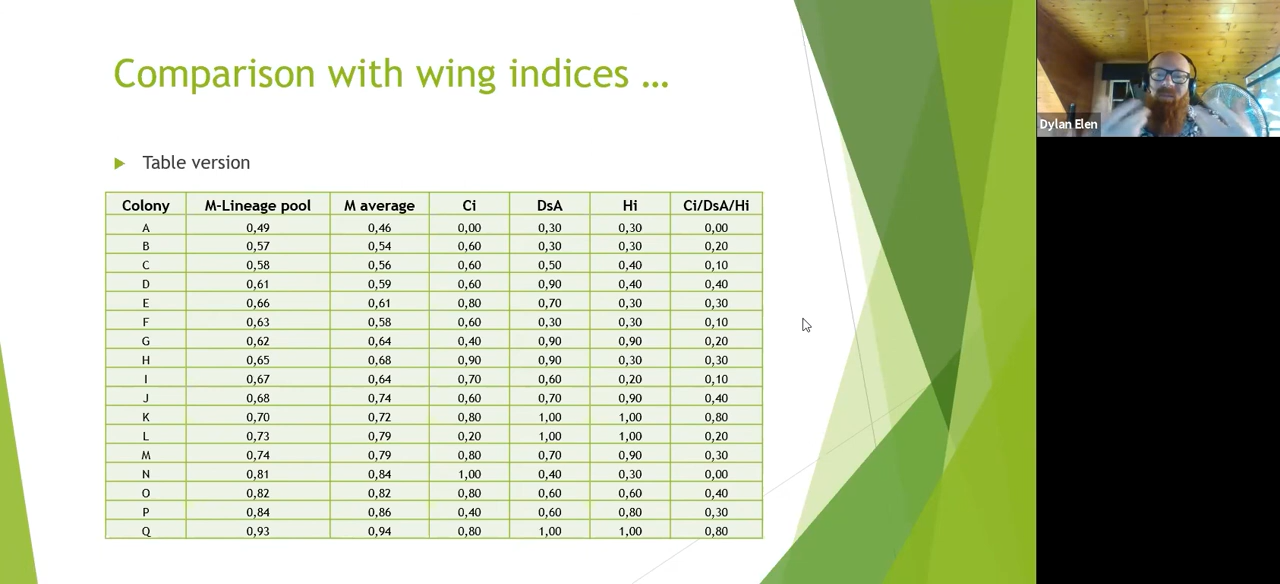 Comparison with wing indices ...
Dylan Elen
Table version
Colony M-Lineage pool M average Ci DsA Hi Ci/DsA/Hi
A 0,49 0,46 0,00 0,30 0,30 0,00
B 0,57 0,54 0,60 0,30 0,30 0,20
C 0,58 0,56 0,60 0,50 0,40 0,10
D 0,61 0,59 0,60 0,90 0,40 0,40
E 0,66 0,61 0,80 0,70 0,30 0,30
F 0,63 0,58 0,60 0,30 0,30 0,10
G 0,62 0,64 0,40 0,90 0,90 0,20
H 0,65 0,68 0,90 0,90 0,30 0,30
I 0,67 0,64 0,70 0,60 0,20 0,10
J 0,68 0,74 0,60 0,70 0,90 0,40
K 0,70 0,72 0,80 1,00 1,00 0,80
L 0,73 0,79 0,20 1,00 1,00 0,20
M 0,74 0,79 0,80 0,70 0,90 0,30
N 0,81 0,84 1,00 0,40 0,30 0,00
O 0,82 0,82 0,80 0,60 0,60 0,40
P 0,84 0,86 0,40 0,60 0,80 0,30
Q 0,93 0,94 0,80 1,00 1,00 0,80